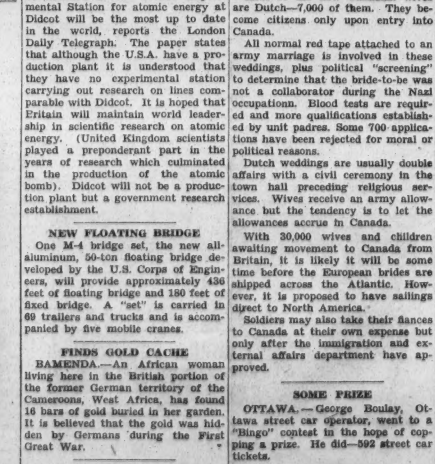 mental Station for atomic energy at
Didcot will be the most up to date
in the world, reports the London
Daily Telegraph. The paper states
that although the U.S.A. have a pro-
duction plant it is understood that
they have no experimental station
carrying out research on lines com-
parable with Didcot. It is hoped that
Britain will maintain world leader-
ship in scientific research on atomic
energy. (United Kingdom scientists
played a preponderant part in the
years of research which culminated
in the production of the atomic
bomb). Didcot will not be a produc-
tion plant but a government research
establishment.
NEW FLOATING BRIDGE
One M-4 bridge set, the new all-
aluminum, 50-ton floating bridge de-
veloped by the U.S. Corps of Engin-
eers, will provide approximately 436
feet of floating bridge and 180 feet of
fixed bridge. A "set" is carried in
69 trailers and trucks and is accom-
panied by five mobile cranes.
FINDS GOLD CACHE
BAMENDA.—An African woman
living here in the British portion of
the former German territory of the
Cameroons, West Africa, has found
16 bars of gold buried in her garden.
It is believed that the gold was hid-
den by Germans during the First
Great War.
are Dutch—7,000 of them. They be-
come citizens only upon entry into
Canada.
All normal red tape attached to an
army marriage is involved in these
weddings, plus political "screening"
to determine that the bride-to-be was
not a collaborator during the Nazi
occupationn. Blood tests are requir-
ed and more qualifications establish-
ed by unit padres. Some 700 applica-
tions have been rejected for moral or
political reasons.
Dutch weddings are usually double
affairs with a civil ceremony in the
town hall preceding religious ser-
vices. Wives receive an army allow-
ance but the tendency is to let the
allowances accrue in Canada.
With 30,000 wives and children
awaiting movement to Canada from
Britain, it is likely it will be some
time before the European brides are
shipped across the Atlantic. How-
ever, it is proposed to have sailings
direct to North America.
Soldiers may also take their fiances
to Canada at their own expense but
only after the immigration and ex-
ternal affairs department have ap-
proved.
SOME PRIZE
OTTAWA.—George Boulay, Ot-
tawa street car operator, went to a
"Bingo" contest in the hope of cop-
ping a prize. He did—592 street car
tickets.